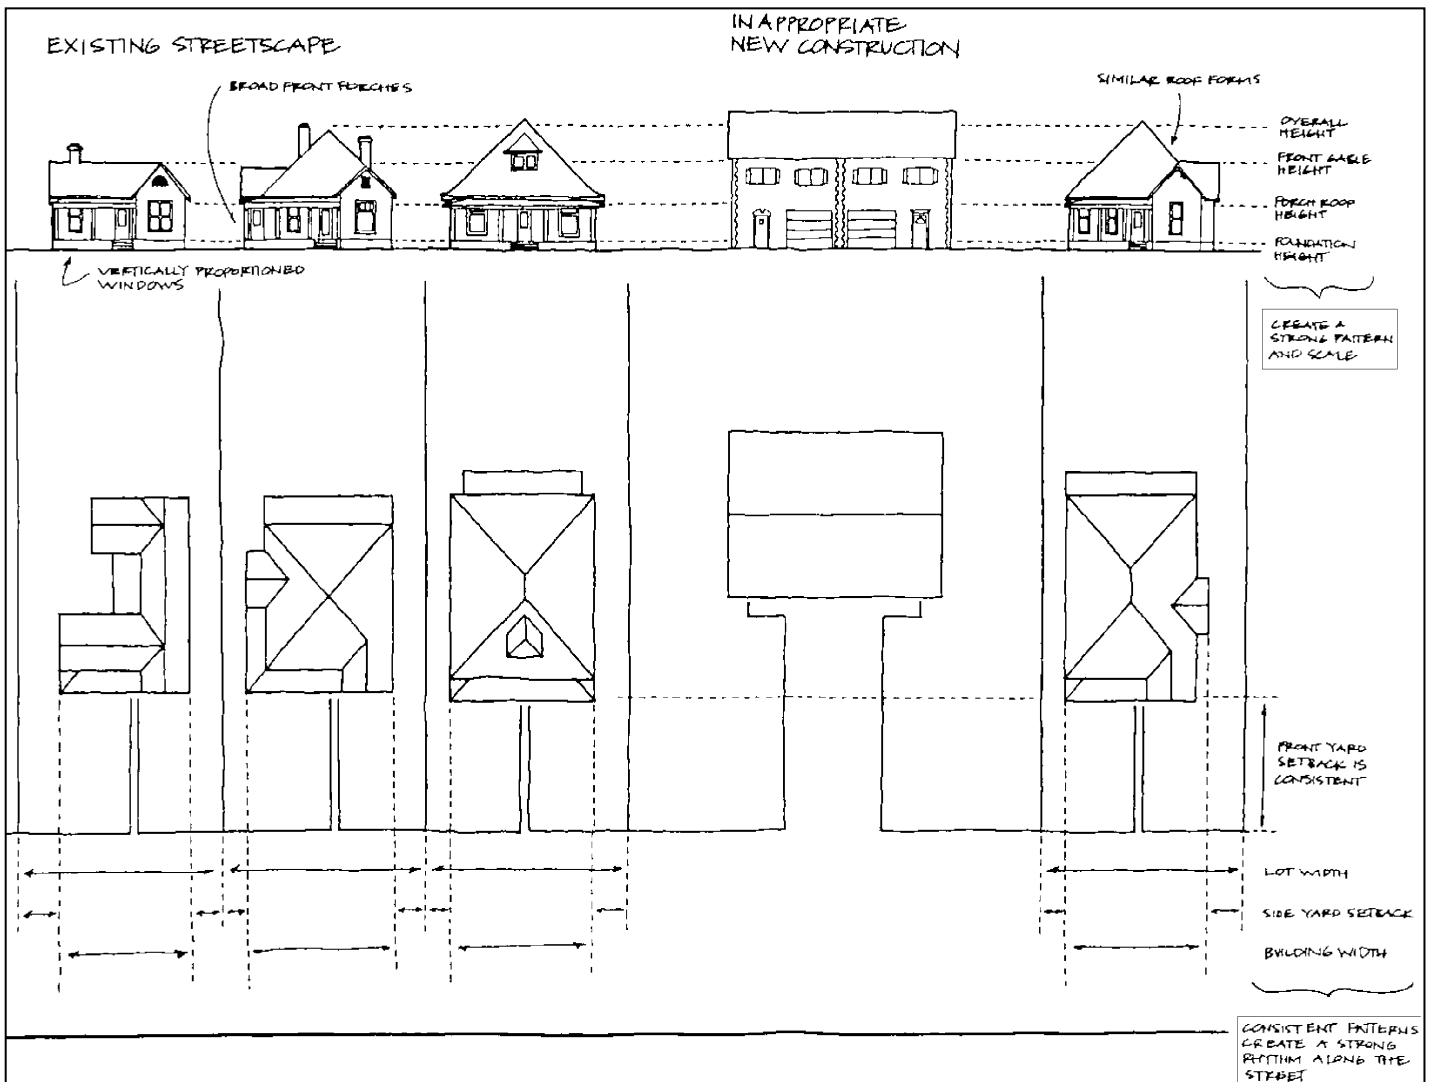 EXISTING STREETSCAPE
INAPPROPRIATE
NEW CONSTRUCTION
BROAD FRONT PORCHES
SIMILAR ROOF FORMS
OVERALL
HEIGHT
FRONT GABLE
HEIGHT
PORCH ROOF
HEIGHT
FOUNDATION
HEIGHT
VERTICALLY PROPORTIONED
WINDOWS
CREATE A
STRONG PATTERN
AND SCALE
FRONT YARD
SETBACK IS
CONSISTENT
LOT WIDTH
SIDE YARD SETBACK
BUILDING WIDTH
CONSISTENT PATTERNS
CREATE A STRONG
RHYTHM ALONG THE
STREET